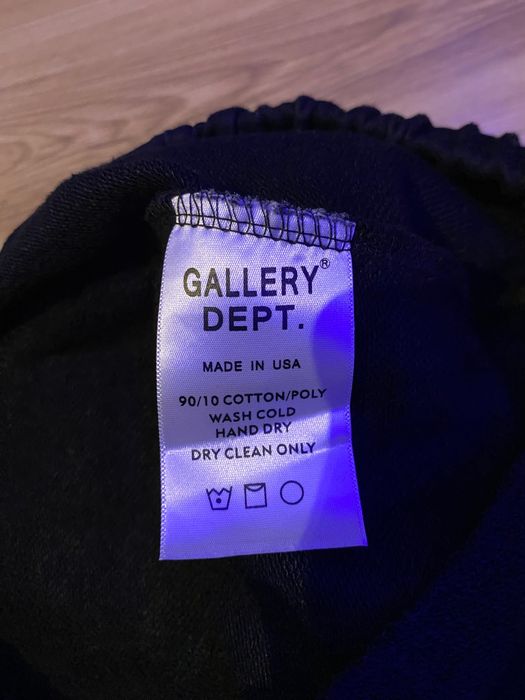 GALLERY®
DEPT.
MADE IN USA
90/10 COTTON/POLY
WASH COLD
HAND DRY
DRY CLEAN ONLY